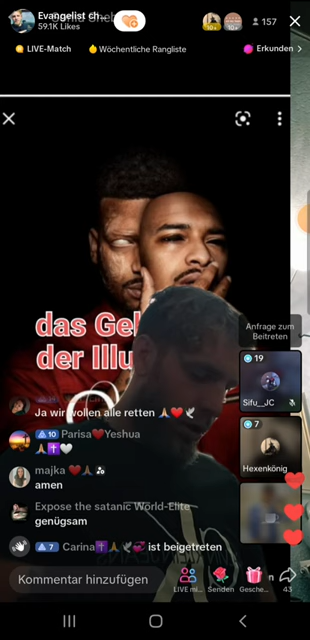 Evangelist ch...
59.1K Likes
10+
10+
157
LIVE-Match
Wöchentliche Rangliste
Erkunden
das Geh
der Illu
Anfrage zum
Beitreten
19
Sifu__JC
Ja wir wollen alle retten 🙏❤️🕊
10 Parisa❤️Yeshua
🙏✝️🤍
7
Hexenkönig
majka ❤️🙏
amen
Expose the satanic World-Elite
genügsam
7 Carina✝️🙏🕊💞 ist beigetreten
Kommentar hinzufügen
LIVE mi...
Senden
Gesche...
n
43